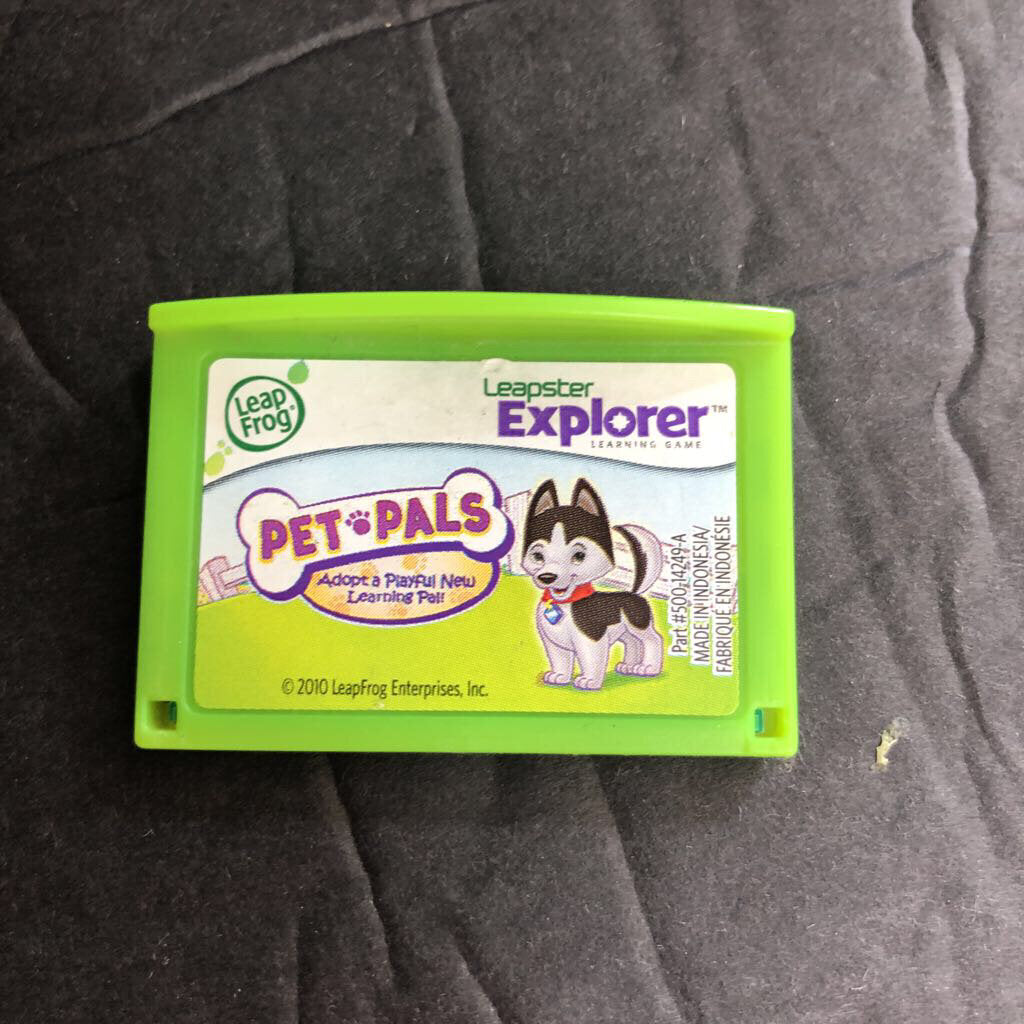 Leap
Frog®
Leapster
Explorer™
LEARNING GAME
PET PALS
Adopt a Playful New
Learning Pal!
Part #500-14249-A
MADE IN INDONESIA/
FABRIQUÉ EN INDONÉSIE
© 2010 LeapFrog Enterprises, Inc.